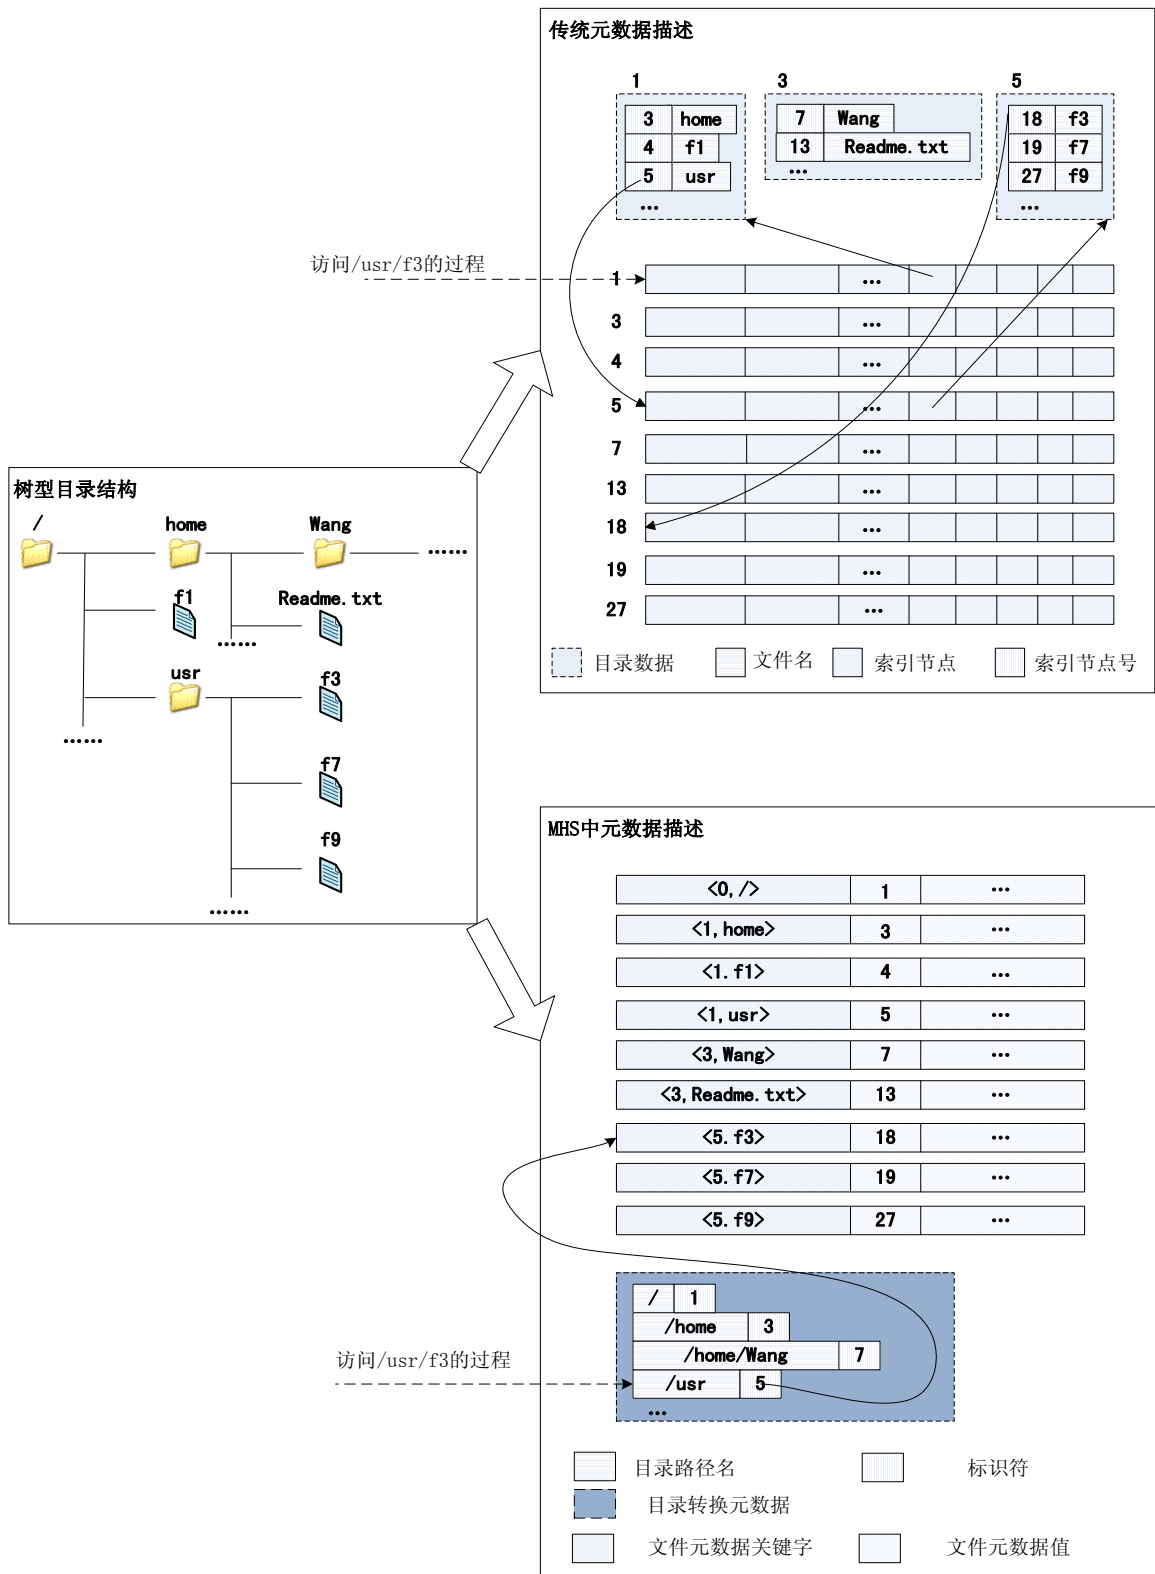 传统元数据描述
1 3 5
3 home 7 Wang 18 f3
4 f1 13 Readme.txt 19 f7
5 usr … 27 f9
… …
访问/usr/f3的过程
1 …
3 …
4 …
5 …
7 …
13 …
18 …
19 …
27 …
目录数据 文件名 索引节点 索引节点号
树型目录结构
/ home Wang
……
f1 Readme.txt
……
usr f3
……
f7
f9
……
MHS中元数据描述
<0,/> 1 …
<1,home> 3 …
<1.f1> 4 …
<1,usr> 5 …
<3,Wang> 7 …
<3,Readme.txt> 13 …
<5.f3> 18 …
<5.f7> 19 …
<5.f9> 27 …
/ 1
/home 3
/home/Wang 7
访问/usr/f3的过程
/usr 5
…
目录路径名 标识符
目录转换元数据
文件元数据关键字 文件元数据值